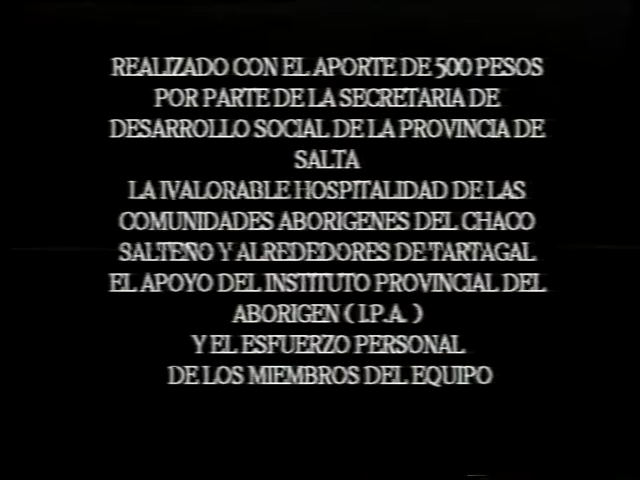 REALIZADO CON EL APORTE DE 500 PESOS
POR PARTE DE LA SECRETARIA DE
DESARROLLO SOCIAL DE LA PROVINCIA DE
SALTA
LA IVALORABLE HOSPITALIDAD DE LAS
COMUNIDADES ABORIGENES DEL CHACO
SALTEÑO Y ALREDEDORES DE TARTAGAL
EL APOYO DEL INSTITUTO PROVINCIAL DEL
ABORIGEN ( I.P.A. )
Y EL ESFUERZO PERSONAL
DE LOS MIEMBROS DEL EQUIPO